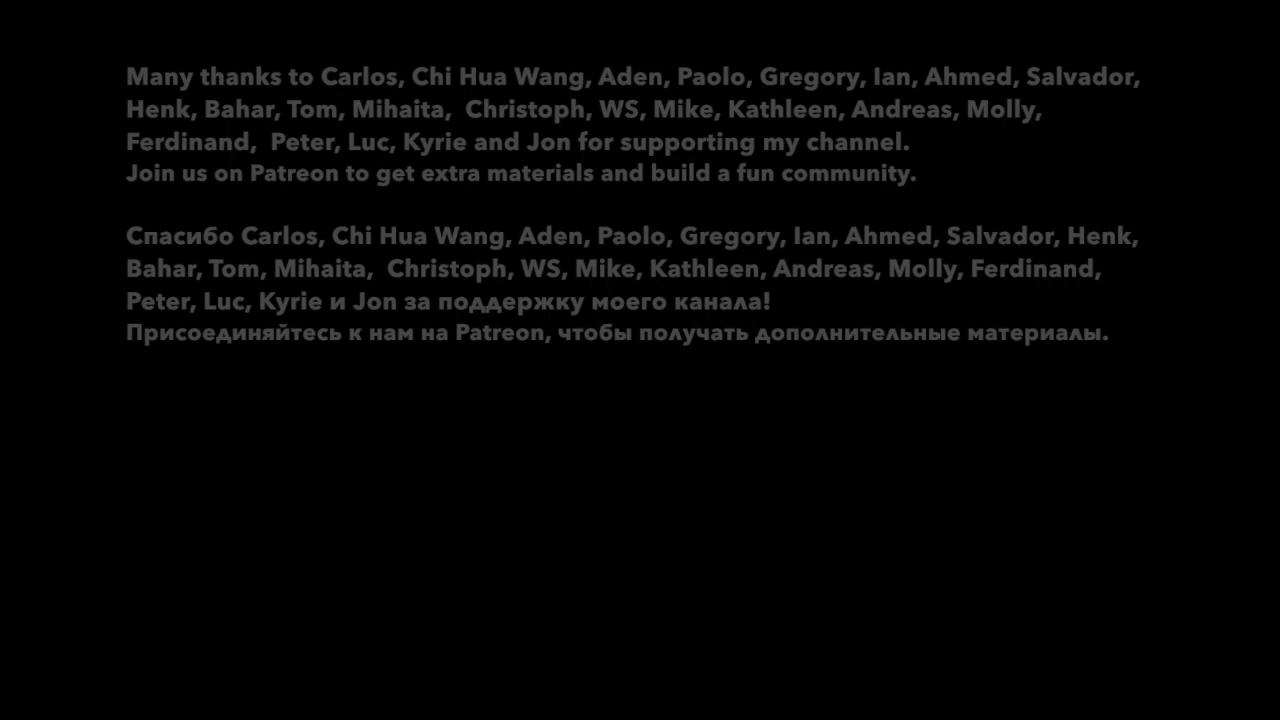 Many thanks to Carlos, Chi Hua Wang, Aden, Paolo, Gregory, Ian, Ahmed, Salvador,
Henk, Bahar, Tom, Mihaita,  Christoph, WS, Mike, Kathleen, Andreas, Molly,
Ferdinand,  Peter, Luc, Kyrie and Jon for supporting my channel.
Join us on Patreon to get extra materials and build a fun community.
Спасибо Carlos, Chi Hua Wang, Aden, Paolo, Gregory, Ian, Ahmed, Salvador, Henk,
Bahar, Tom, Mihaita,  Christoph, WS, Mike, Kathleen, Andreas, Molly, Ferdinand,
Peter, Luc, Kyrie и Jon за поддержку моего канала!
Присоединяйтесь к нам на Patreon, чтобы получать дополнительные материалы.